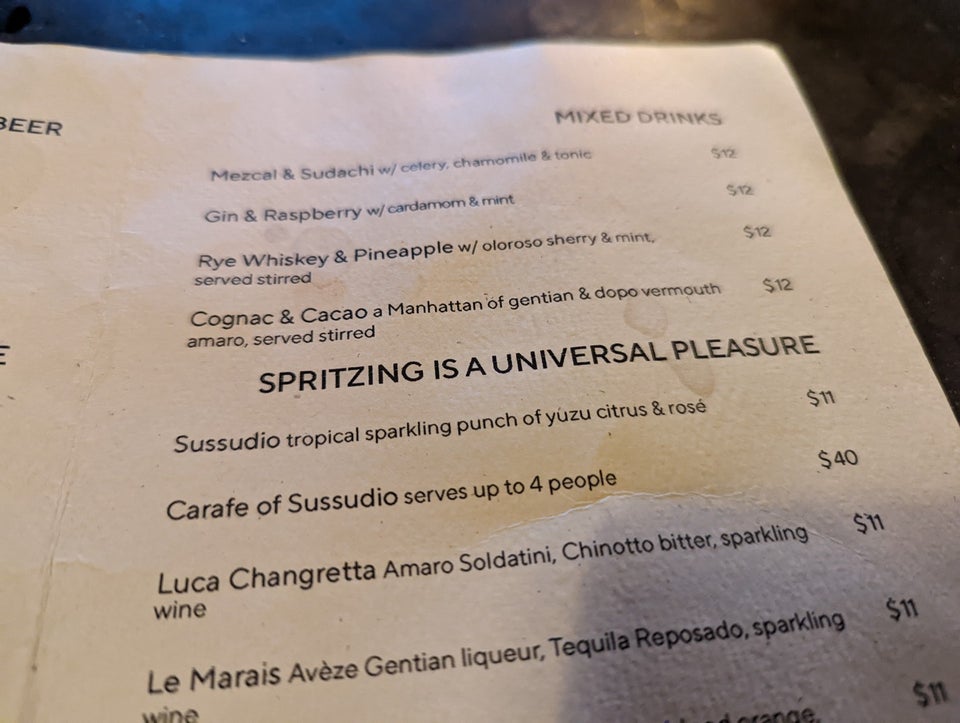 BEER
MIXED DRINKS
Mezcal & Sudachi w/ celery, chamomile & tonic $12
Gin & Raspberry w/ cardamom & mint $12
Rye Whiskey & Pineapple w/ oloroso sherry & mint, $12
served stirred
Cognac & Cacao a Manhattan of gentian & dopo vermouth $12
amaro, served stirred
E
SPRITZING IS A UNIVERSAL PLEASURE
Sussudio tropical sparkling punch of yuzu citrus & rosé $11
Carafe of Sussudio serves up to 4 people $40
Luca Changretta Amaro Soldatini, Chinotto bitter, sparkling $11
wine
Le Marais Avèze Gentian liqueur, Tequila Reposado, sparkling $11
wine
orange $11